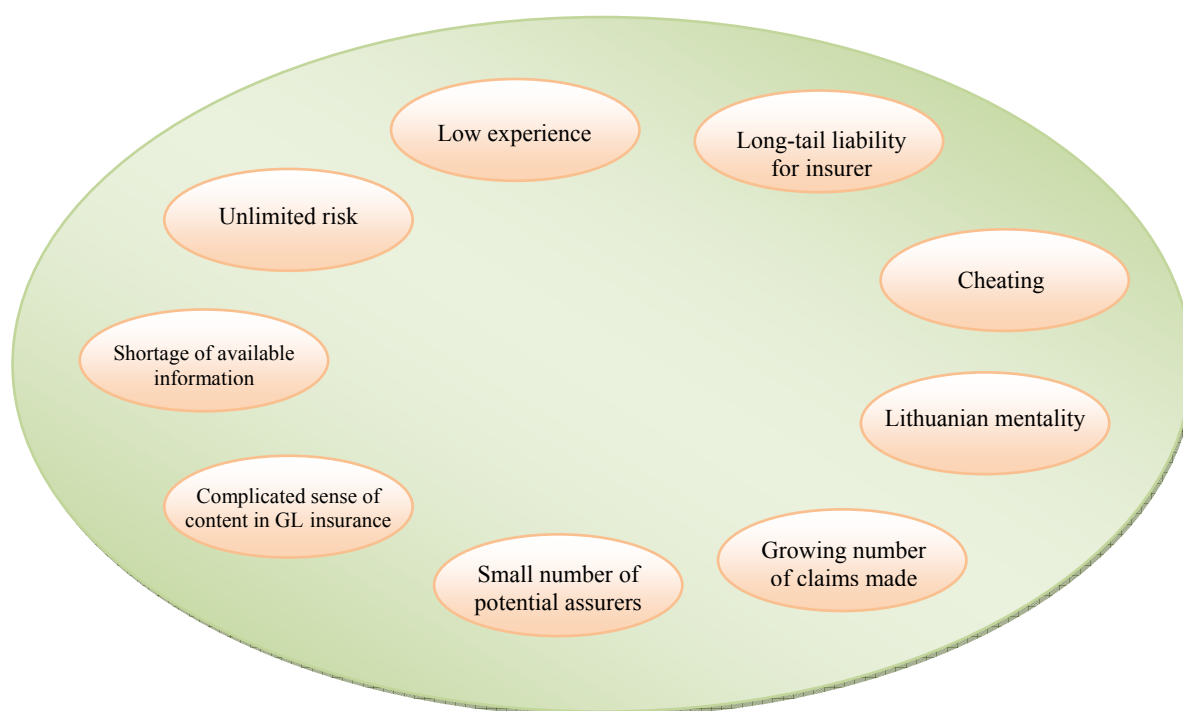 Low experience
Long-tail liability
for insurer
Unlimited risk
Cheating
Shortage of available
information
Lithuanian mentality
Complicated sense of
content in GL insurance
Growing number
of claims made
Small number of
potential assurers